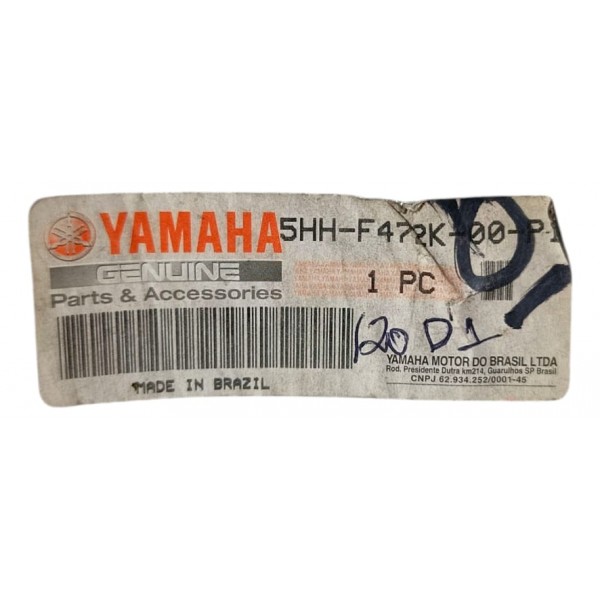 YAMAHA 5HH-F472K-00-P1
GENUINE
Parts & Accessories 1 PC
120 D1
YAMAHA MOTOR DO BRASIL LTDA
Rod. Presidente Dutra km214, Guarulhos SP Brasil
CNPJ 62.934.252/0001-45
MADE IN BRAZIL